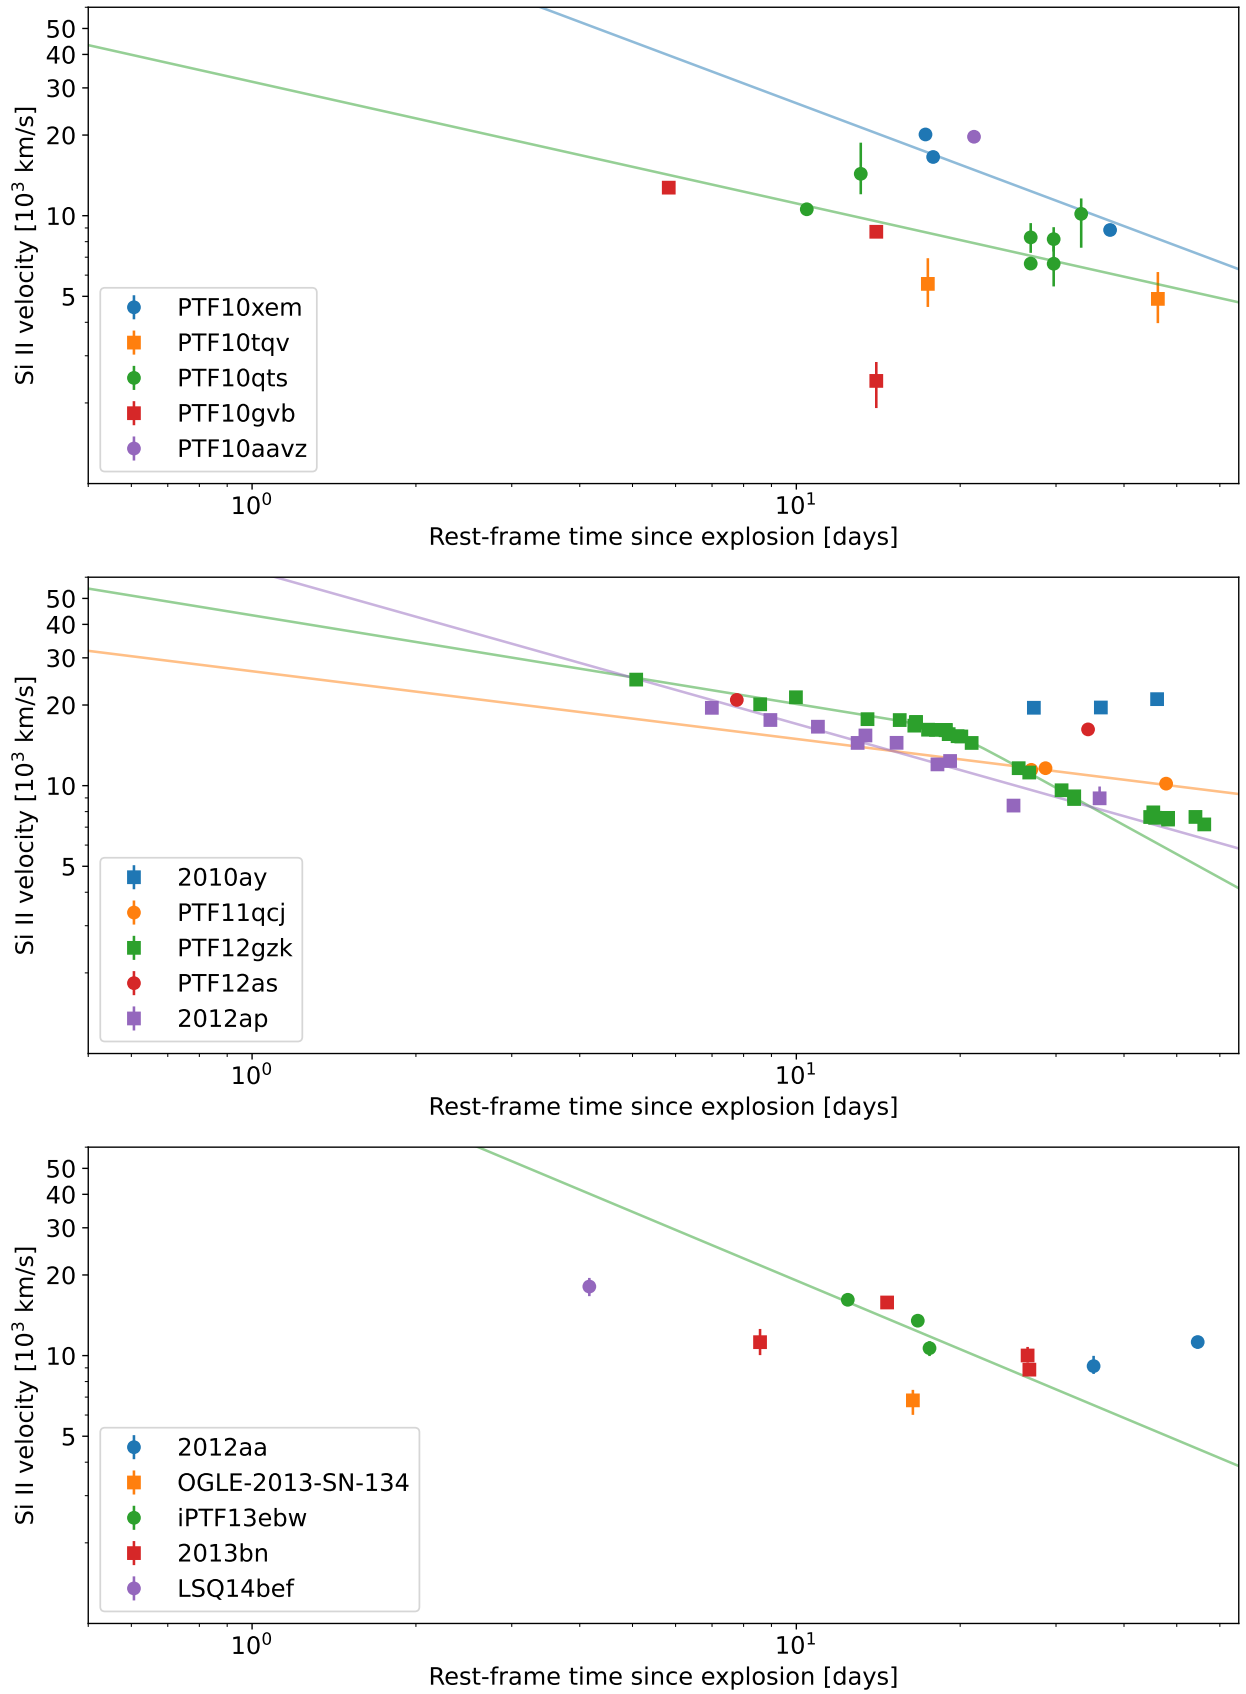 50
40
30
20
10
5
Si II velocity [10³ km/s]
PTF10xem
PTF10tqv
PTF10qts
PTF10gvb
PTF10aavz
10⁰ 10¹
Rest-frame time since explosion [days]
50
40
30
20
10
5
Si II velocity [10³ km/s]
2010ay
PTF11qcj
PTF12gzk
PTF12as
2012ap
10⁰ 10¹
Rest-frame time since explosion [days]
50
40
30
20
10
5
Si II velocity [10³ km/s]
2012aa
OGLE-2013-SN-134
iPTF13ebw
2013bn
LSQ14bef
10⁰ 10¹
Rest-frame time since explosion [days]